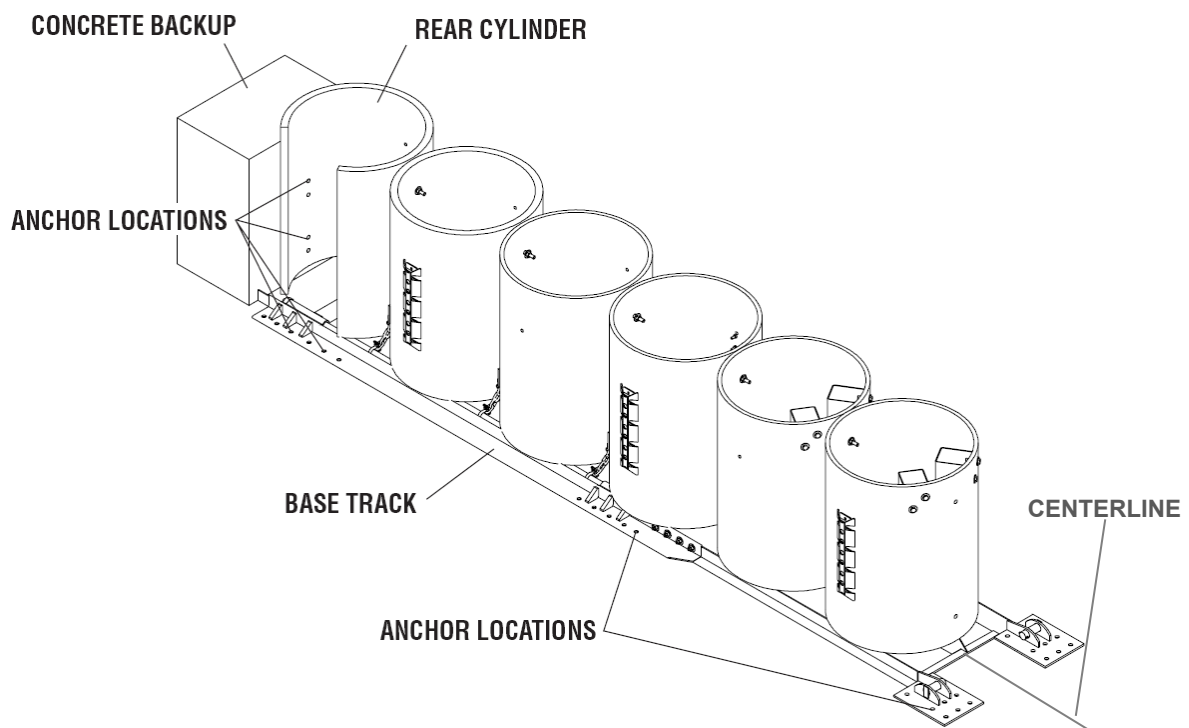 CONCRETE BACKUP
REAR CYLINDER
ANCHOR LOCATIONS
BASE TRACK
CENTERLINE
ANCHOR LOCATIONS